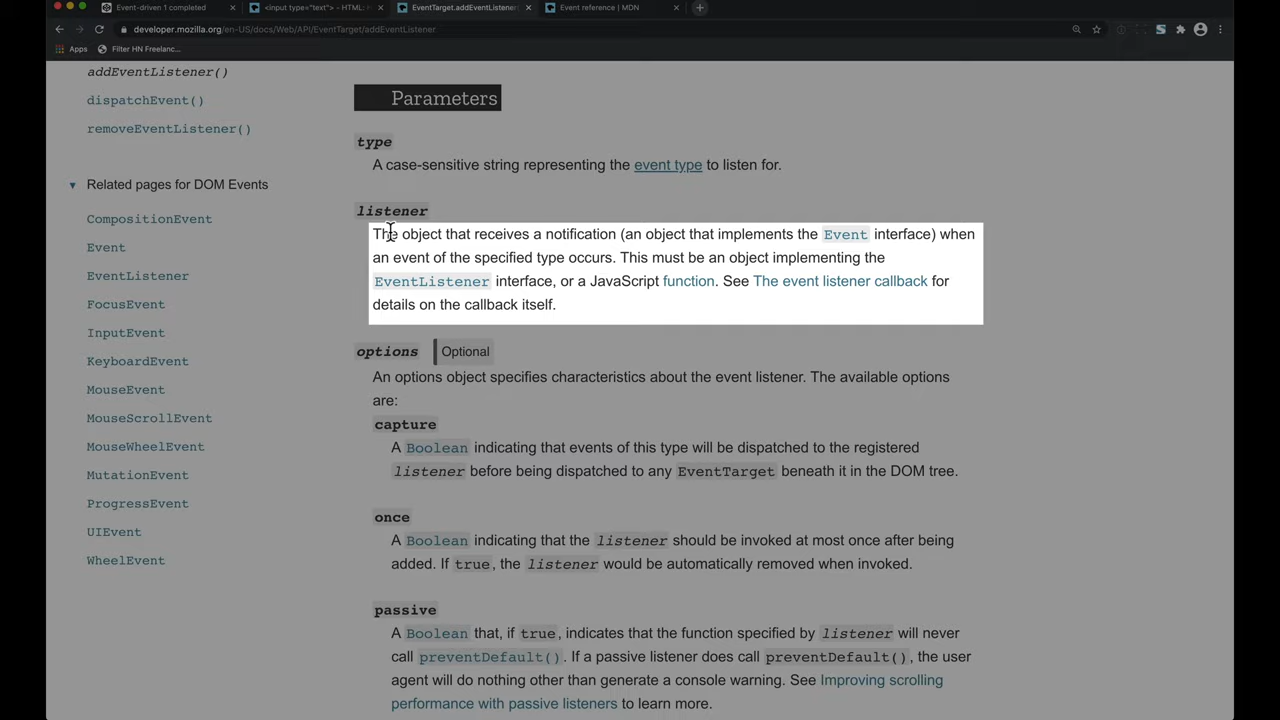 Event-driven 1 completed
<input type="text"> - HTML:
EventTarget.addEventListener
Event reference | MDN
developer.mozilla.org/en-US/docs/Web/API/EventTarget/addEventListener
Apps
Filter HN Freelanc...
addEventListener()
dispatchEvent()
removeEventListener()
Related pages for DOM Events
CompositionEvent
Event
EventListener
FocusEvent
InputEvent
KeyboardEvent
MouseEvent
MouseScrollEvent
MouseWheelEvent
MutationEvent
ProgressEvent
UIEvent
WheelEvent
Parameters
type
A case-sensitive string representing the event type to listen for.
listener
The object that receives a notification (an object that implements the Event interface) when
an event of the specified type occurs. This must be an object implementing the
EventListener interface, or a JavaScript function. See The event listener callback for
details on the callback itself.
options Optional
An options object specifies characteristics about the event listener. The available options
are:
capture
A Boolean indicating that events of this type will be dispatched to the registered
listener before being dispatched to any EventTarget beneath it in the DOM tree.
once
A Boolean indicating that the listener should be invoked at most once after being
added. If true, the listener would be automatically removed when invoked.
passive
A Boolean that, if true, indicates that the function specified by listener will never
call preventDefault(). If a passive listener does call preventDefault(), the user
agent will do nothing other than generate a console warning. See Improving scrolling
performance with passive listeners to learn more.